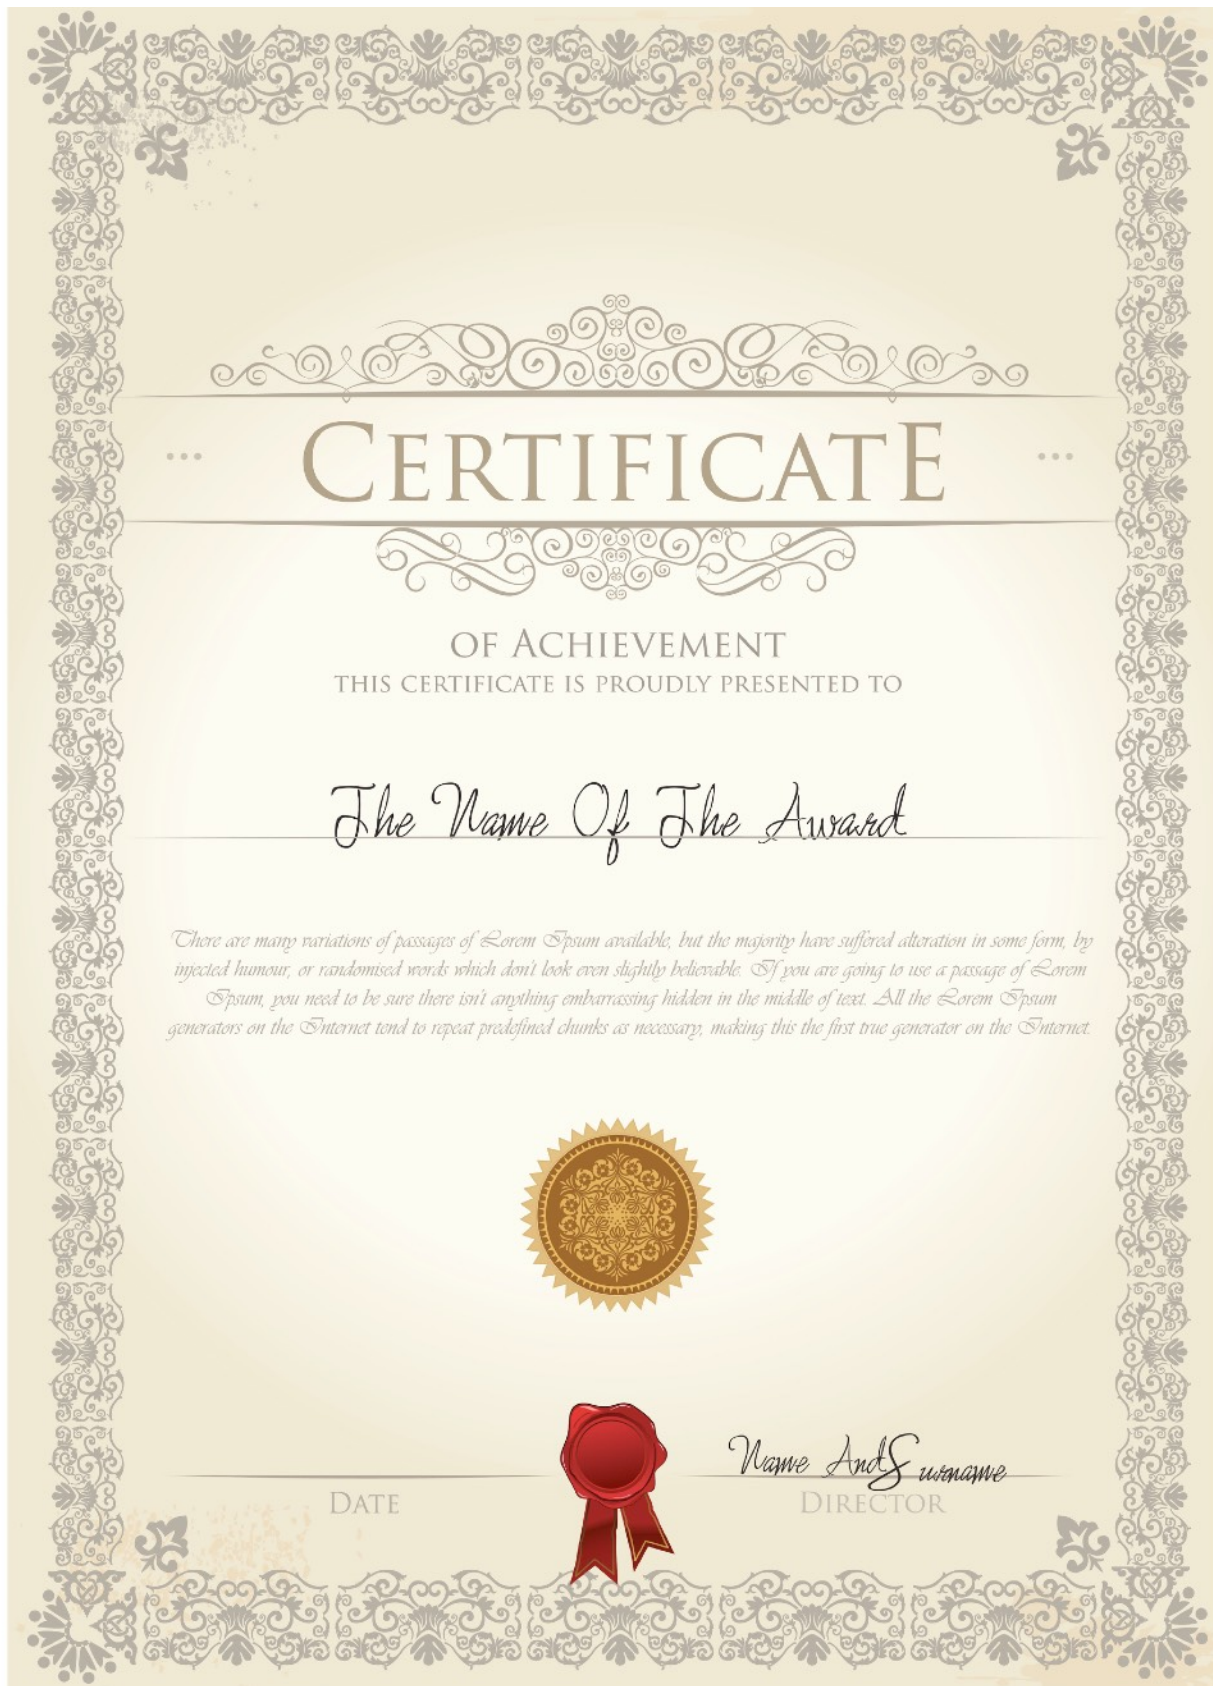 CERTIFICATE
OF ACHIEVEMENT
THIS CERTIFICATE IS PROUDLY PRESENTED TO
The Name Of The Award
There are many variations of passages of Lorem Ipsum available, but the majority have suffered alteration in some form, by
injected humour, or randomised words which don't look even slightly believable. If you are going to use a passage of Lorem
Ipsum, you need to be sure there isn't anything embarrassing hidden in the middle of text. All the Lorem Ipsum
generators on the Internet tend to repeat predefined chunks as necessary, making this the first true generator on the Internet.
Name And Surname
DATE
DIRECTOR